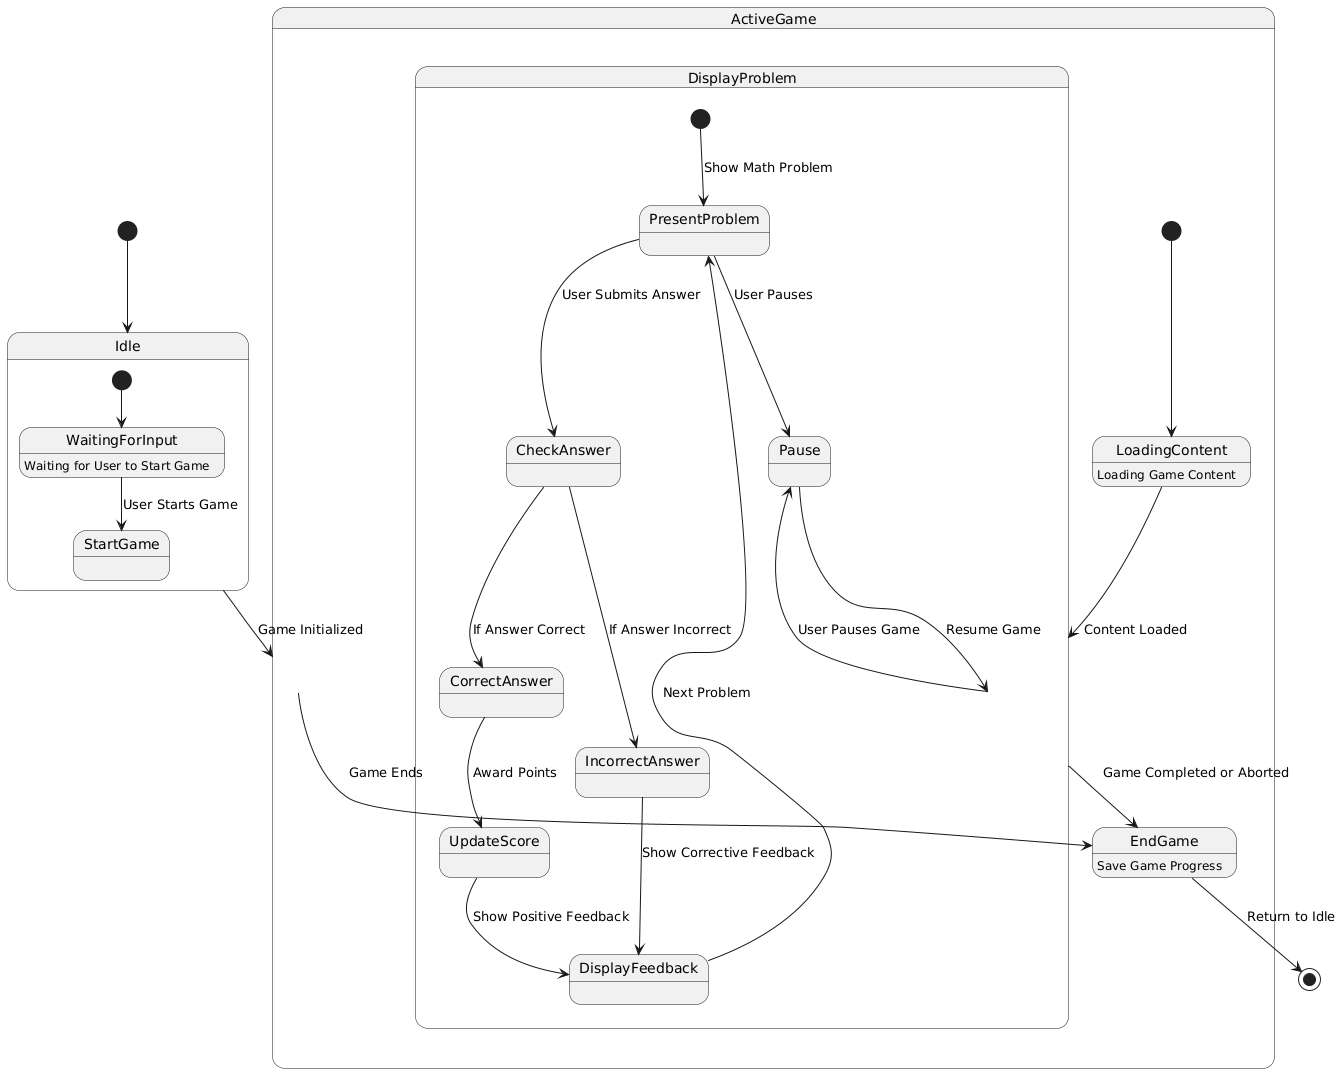 ActiveGame
DisplayProblem
Show Math Problem
PresentProblem
User Submits Answer
User Pauses
Idle
WaitingForInput
Waiting for User to Start Game
User Starts Game
StartGame
CheckAnswer
Pause
LoadingContent
Loading Game Content
Game Initialized
If Answer Correct
If Answer Incorrect
User Pauses Game
Resume Game
Content Loaded
CorrectAnswer
Next Problem
IncorrectAnswer
Game Ends
Award Points
Game Completed or Aborted
UpdateScore
Show Corrective Feedback
EndGame
Save Game Progress
Show Positive Feedback
Return to Idle
DisplayFeedback